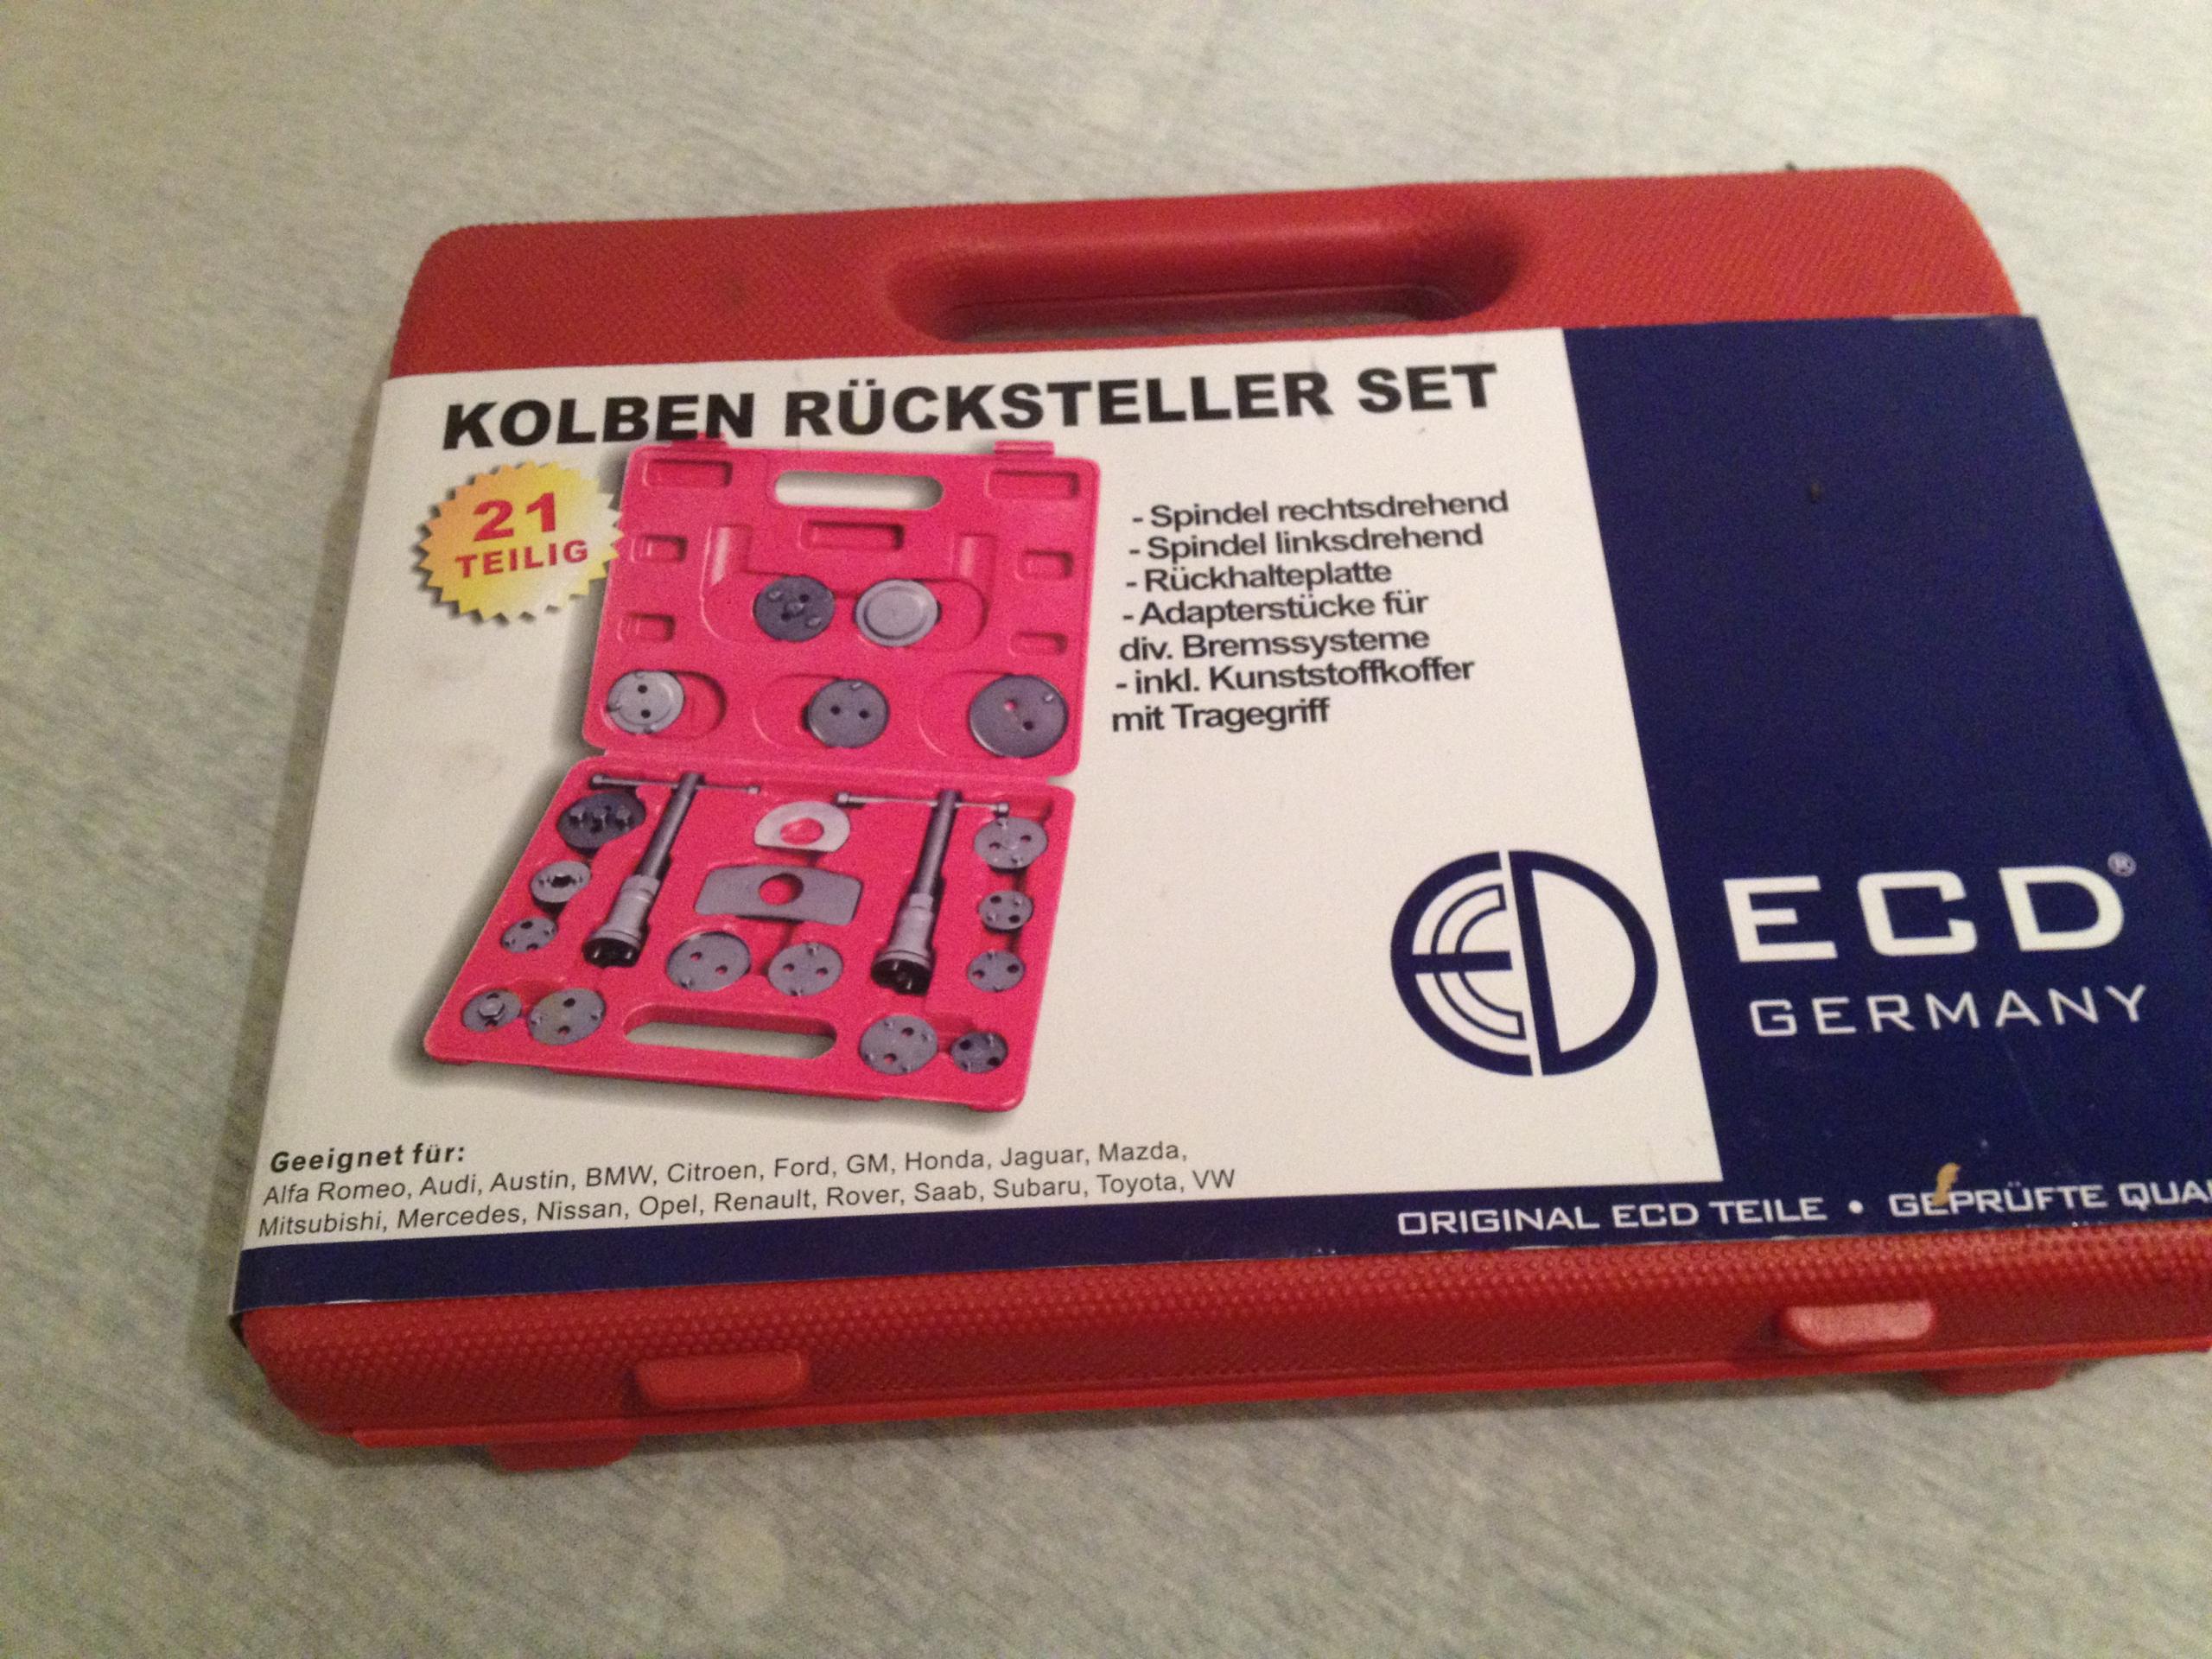 KOLBEN RÜCKSTELLER SET
21
TEILIG
- Spindel rechtsdrehend
- Spindel linksdrehend
- Rückhalteplatte
- Adapterstücke für
div. Bremssysteme
- inkl. Kunststoffkoffer
mit Tragegriff
ECD®
GERMANY
Geeignet für:
Alfa Romeo, Audi, Austin, BMW, Citroen, Ford, GM, Honda, Jaguar, Mazda,
Mitsubishi, Mercedes, Nissan, Opel, Renault, Rover, Saab, Subaru, Toyota, VW
ORIGINAL ECD TEILE • GEPRÜFTE QUA